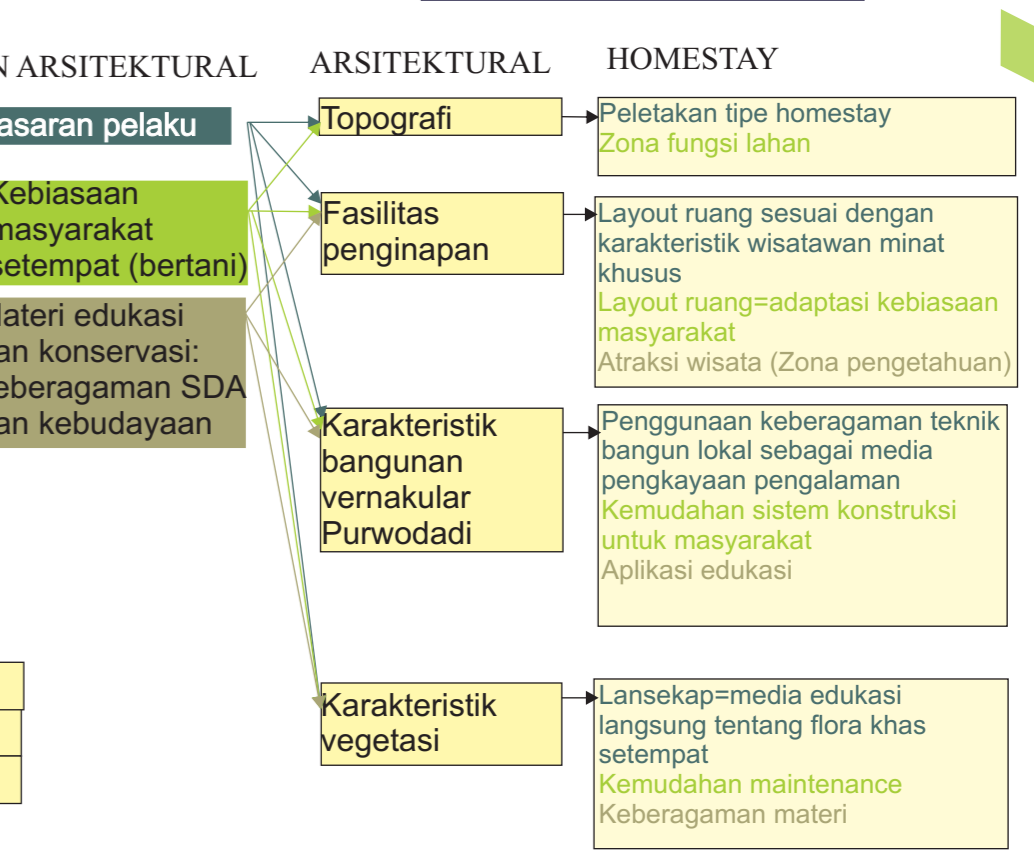 N ARSITEKTURAL
ARSITEKTURAL
HOMESTAY
asaran pelaku
Kebiasaan
masyarakat
setempat (bertani)
ateri edukasi
an konservasi:
eberagaman SDA
an kebudayaan
Topografi
Fasilitas
penginapan
Karakteristik
bangunan
vernakular
Purwodadi
Karakteristik
vegetasi
Peletakan tipe homestay
Zona fungsi lahan
Layout ruang sesuai dengan
karakteristik wisatawan minat
khusus
Layout ruang=adaptasi kebiasaan
masyarakat
Atraksi wisata (Zona pengetahuan)
Penggunaan keberagaman teknik
bangun lokal sebagai media
pengkayaan pengalaman
Kemudahan sistem konstruksi
untuk masyarakat
Aplikasi edukasi
Lansekap=media edukasi
langsung tentang flora khas
setempat
Kemudahan maintenance
Keberagaman materi